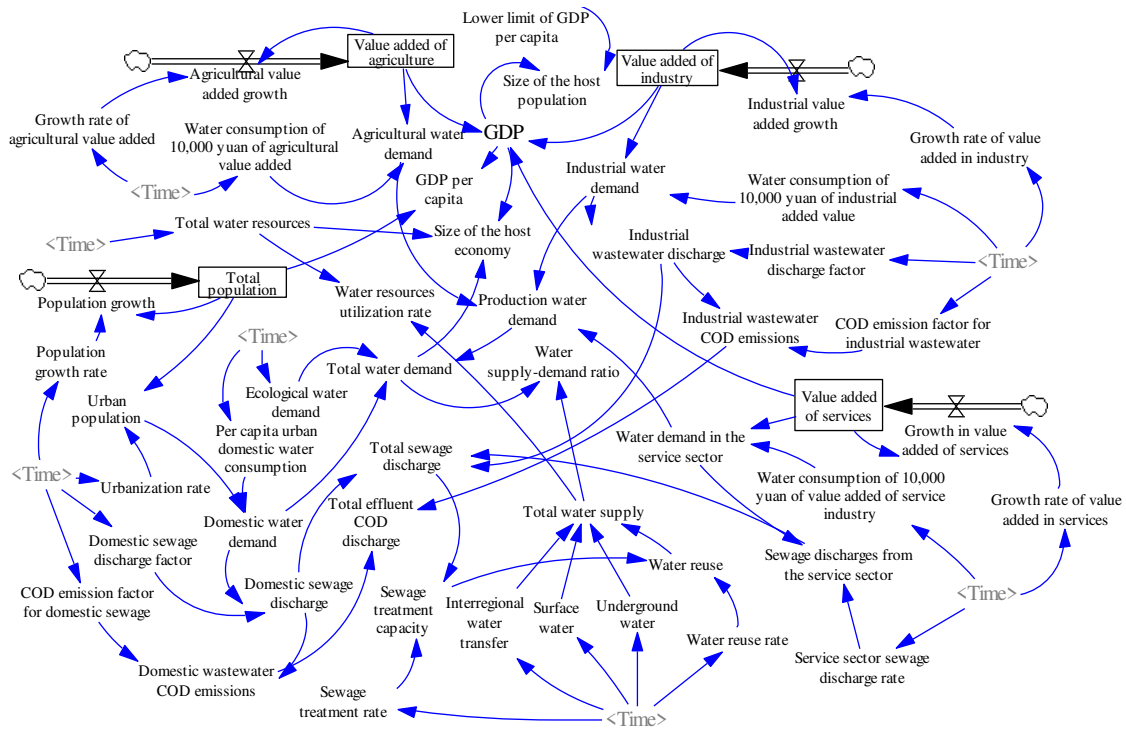 Lower limit of GDP
per capita
Value added of
agriculture
Value added of
industry
Agricultural value
added growth
Size of the host
population
Industrial value
added growth
Growth rate of
agricultural value added
Water consumption of
10,000 yuan of agricultural
value added
Agricultural water
demand
GDP
Growth rate of value
added in industry
<Time>
GDP per
capita
Industrial water
demand
Water consumption of
10,000 yuan of industrial
added value
<Time>
Total water resources
Size of the host
economy
Industrial
wastewater discharge
Industrial wastewater
discharge factor
<Time>
Total
population
Population growth
Water resources
utilization rate
Production water
demand
Industrial wastewater
COD emissions
COD emission factor for
industrial wastewater
<Time>
Population
growth rate
Water
supply-demand ratio
Total water demand
Ecological water
demand
Urban
population
Value added
of services
Per capita urban
domestic water
consumption
Total sewage
discharge
Water demand in the
service sector
Growth in value
added of services
<Time>
Urbanization rate
Water consumption of 10,000
yuan of value added of service
industry
Growth rate of value
added in services
Total effluent
COD
discharge
Total water supply
Domestic water
demand
Domestic sewage
discharge factor
Sewage discharges from
the service sector
Water reuse
COD emission factor
for domestic sewage
Domestic sewage
discharge
Sewage
treatment
capacity
Interregional
water
transfer
Surface
water
Underground
water
<Time>
Water reuse rate
Service sector sewage
discharge rate
Domestic wastewater
COD emissions
Sewage
treatment rate
<Time>